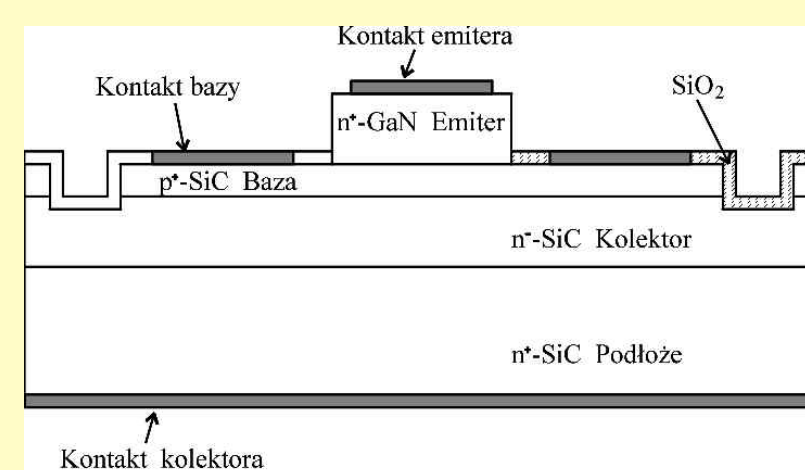 Kontakt emitera
Kontakt bazy
SiO₂
n⁺-GaN Emiter
p⁺-SiC Baza
n⁻-SiC Kolektor
n⁺-SiC Podłoże
Kontakt kolektora